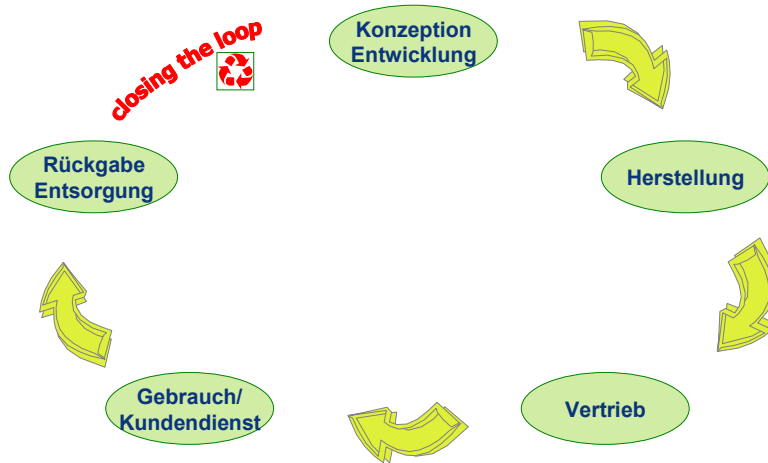 closing the loop
Konzeption
Entwicklung
Herstellung
Vertrieb
Gebrauch/
Kundendienst
Rückgabe
Entsorgung